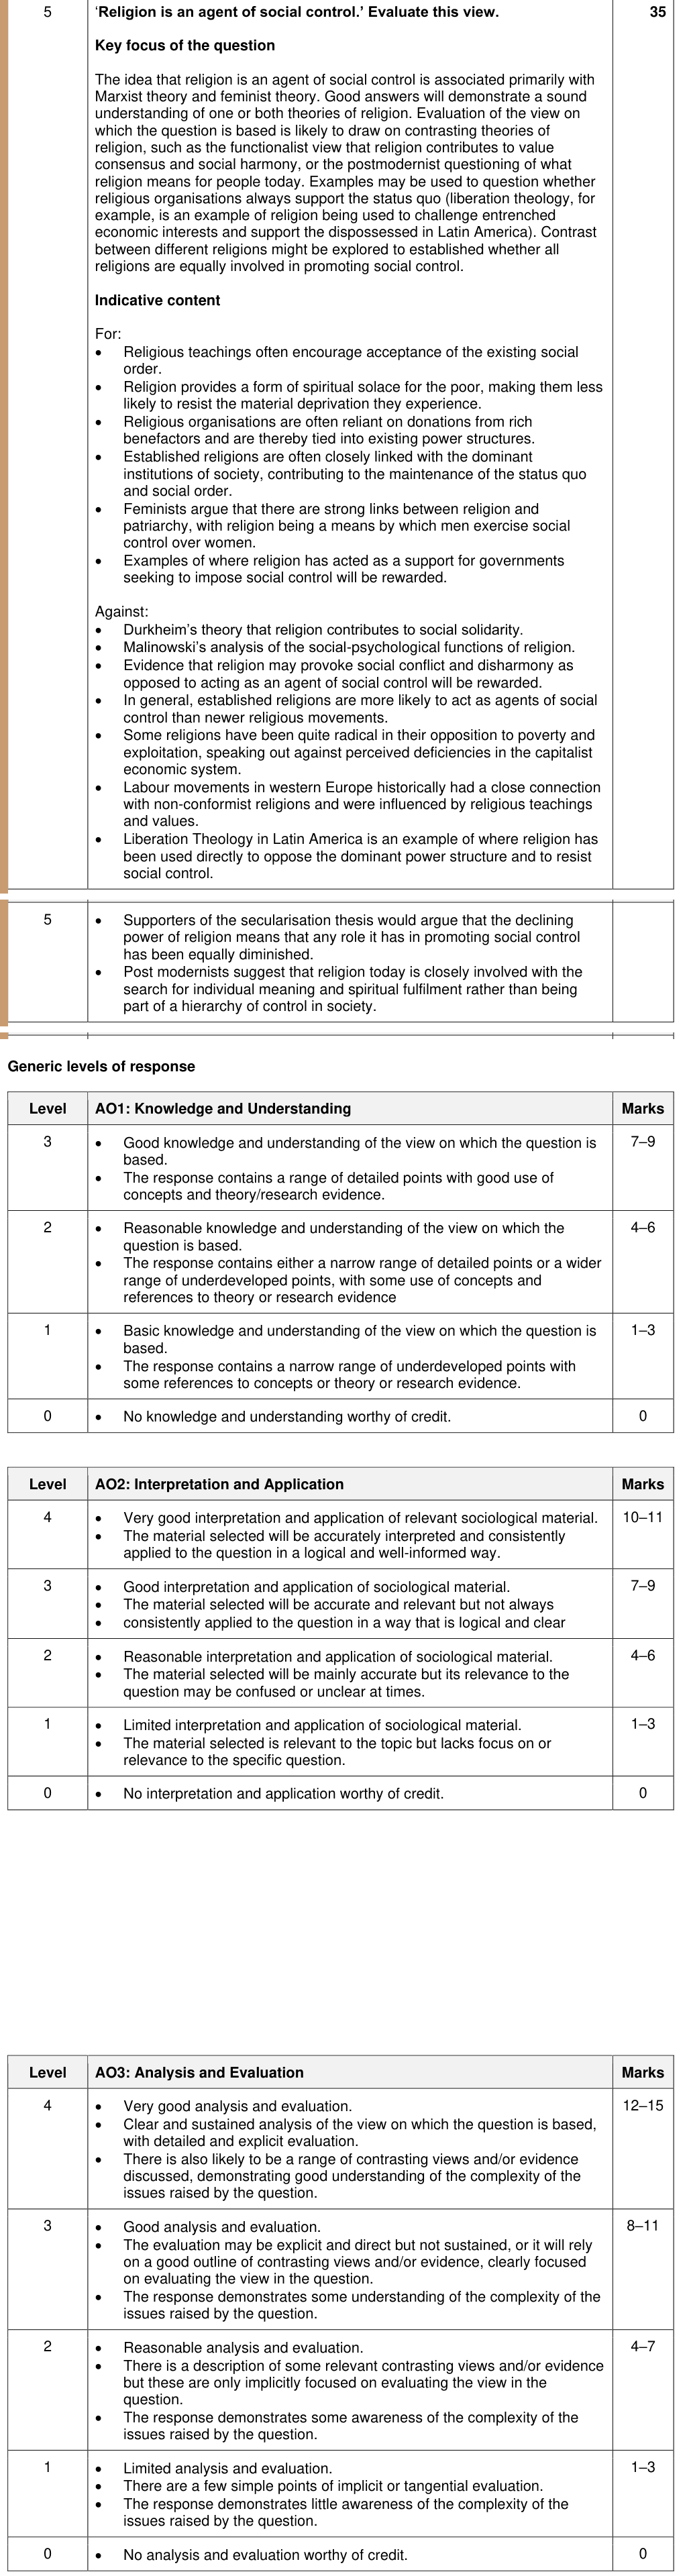 5 'Religion is an agent of social control.' Evaluate this view. 35
Key focus of the question
The idea that religion is an agent of social control is associated primarily with
Marxist theory and feminist theory. Good answers will demonstrate a sound
understanding of one or both theories of religion. Evaluation of the view on
which the question is based is likely to draw on contrasting theories of
religion, such as the functionalist view that religion contributes to value
consensus and social harmony, or the postmodernist questioning of what
religion means for people today. Examples may be used to question whether
religious organisations always support the status quo (liberation theology, for
example, is an example of religion being used to challenge entrenched
economic interests and support the dispossessed in Latin America). Contrast
between different religions might be explored to established whether all
religions are equally involved in promoting social control.
Indicative content
For:
• Religious teachings often encourage acceptance of the existing social
order.
• Religion provides a form of spiritual solace for the poor, making them less
likely to resist the material deprivation they experience.
• Religious organisations are often reliant on donations from rich
benefactors and are thereby tied into existing power structures.
• Established religions are often closely linked with the dominant
institutions of society, contributing to the maintenance of the status quo
and social order.
• Feminists argue that there are strong links between religion and
patriarchy, with religion being a means by which men exercise social
control over women.
• Examples of where religion has acted as a support for governments
seeking to impose social control will be rewarded.
Against:
• Durkheim's theory that religion contributes to social solidarity.
• Malinowski's analysis of the social-psychological functions of religion.
• Evidence that religion may provoke social conflict and disharmony as
opposed to acting as an agent of social control will be rewarded.
• In general, established religions are more likely to act as agents of social
control than newer religious movements.
• Some religions have been quite radical in their opposition to poverty and
exploitation, speaking out against perceived deficiencies in the capitalist
economic system.
• Labour movements in western Europe historically had a close connection
with non-conformist religions and were influenced by religious teachings
and values.
• Liberation Theology in Latin America is an example of where religion has
been used directly to oppose the dominant power structure and to resist
social control.
5 • Supporters of the secularisation thesis would argue that the declining
power of religion means that any role it has in promoting social control
has been equally diminished.
• Post modernists suggest that religion today is closely involved with the
search for individual meaning and spiritual fulfilment rather than being
part of a hierarchy of control in society.
Generic levels of response
Level AO1: Knowledge and Understanding Marks
3 • Good knowledge and understanding of the view on which the question is 7–9
based.
• The response contains a range of detailed points with good use of
concepts and theory/research evidence.
2 • Reasonable knowledge and understanding of the view on which the 4–6
question is based.
• The response contains either a narrow range of detailed points or a wider
range of underdeveloped points, with some use of concepts and
references to theory or research evidence
1 • Basic knowledge and understanding of the view on which the question is 1–3
based.
• The response contains a narrow range of underdeveloped points with
some references to concepts or theory or research evidence.
0 • No knowledge and understanding worthy of credit. 0
Level AO2: Interpretation and Application Marks
4 • Very good interpretation and application of relevant sociological material. 10–11
• The material selected will be accurately interpreted and consistently
applied to the question in a logical and well-informed way.
3 • Good interpretation and application of sociological material. 7–9
• The material selected will be accurate and relevant but not always
• consistently applied to the question in a way that is logical and clear
2 • Reasonable interpretation and application of sociological material. 4–6
• The material selected will be mainly accurate but its relevance to the
question may be confused or unclear at times.
1 • Limited interpretation and application of sociological material. 1–3
• The material selected is relevant to the topic but lacks focus on or
relevance to the specific question.
0 • No interpretation and application worthy of credit. 0
Level AO3: Analysis and Evaluation Marks
4 • Very good analysis and evaluation. 12–15
• Clear and sustained analysis of the view on which the question is based,
with detailed and explicit evaluation.
• There is also likely to be a range of contrasting views and/or evidence
discussed, demonstrating good understanding of the complexity of the
issues raised by the question.
3 • Good analysis and evaluation. 8–11
• The evaluation may be explicit and direct but not sustained, or it will rely
on a good outline of contrasting views and/or evidence, clearly focused
on evaluating the view in the question.
• The response demonstrates some understanding of the complexity of the
issues raised by the question.
2 • Reasonable analysis and evaluation. 4–7
• There is a description of some relevant contrasting views and/or evidence
but these are only implicitly focused on evaluating the view in the
question.
• The response demonstrates some awareness of the complexity of the
issues raised by the question.
1 • Limited analysis and evaluation. 1–3
• There are a few simple points of implicit or tangential evaluation.
• The response demonstrates little awareness of the complexity of the
issues raised by the question.
0 • No analysis and evaluation worthy of credit. 0